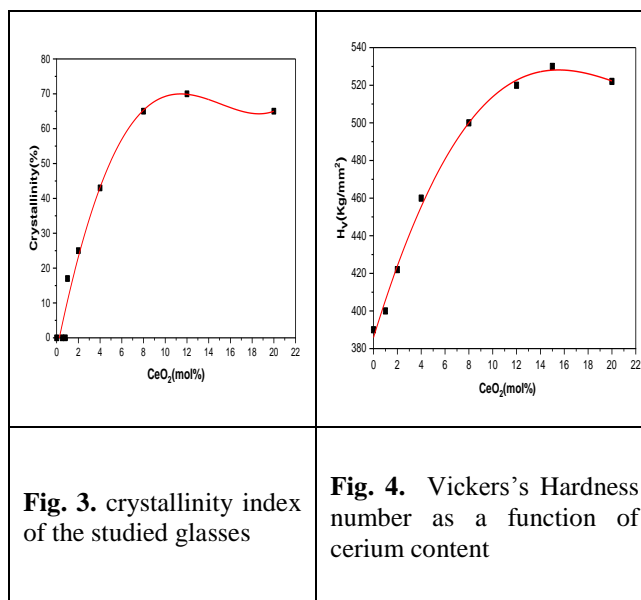 80
70
60
50
40
30
20
10
0
Crystallinity(%)
0 2 4 6 8 10 12 14 16 18 20 22
CeO₂(mol%)
540
520
500
480
460
440
420
400
380
H_V(Kg/mm²)
0 2 4 6 8 10 12 14 16 18 20 22
CeO₂(mol%)
Fig. 3. crystallinity index
of the studied glasses
Fig. 4. Vickers's Hardness
number as a function of
cerium content